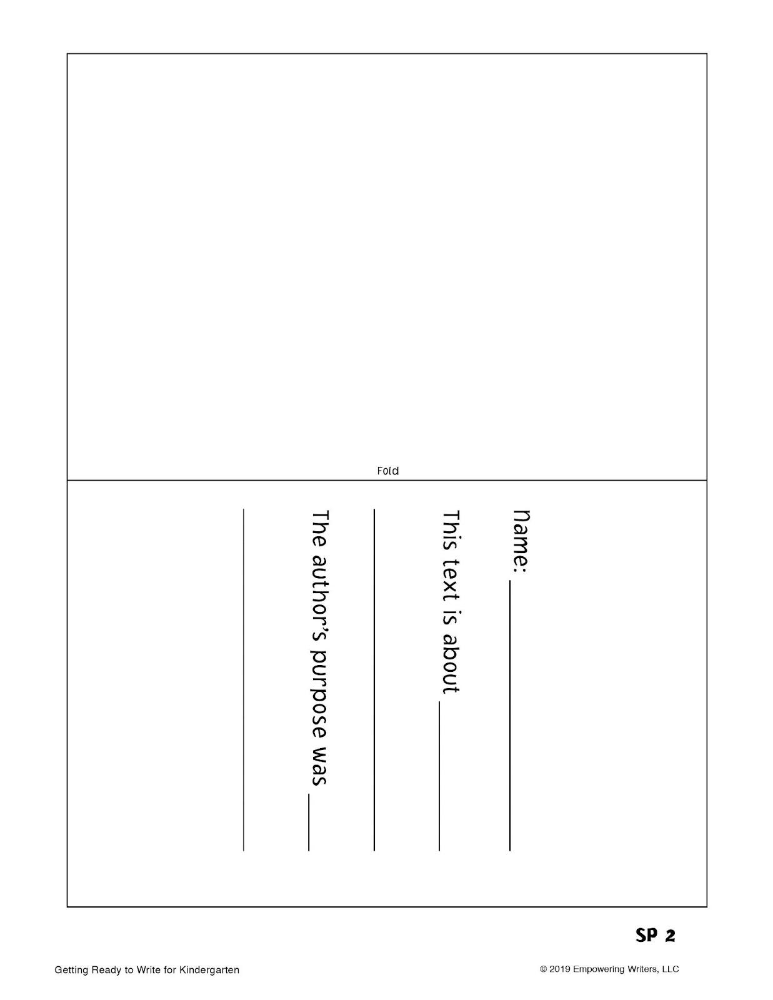 Fold
Name:
This text is about
The author's purpose was
SP 2
Getting Ready to Write for Kindergarten
© 2019 Empowering Writers, LLC